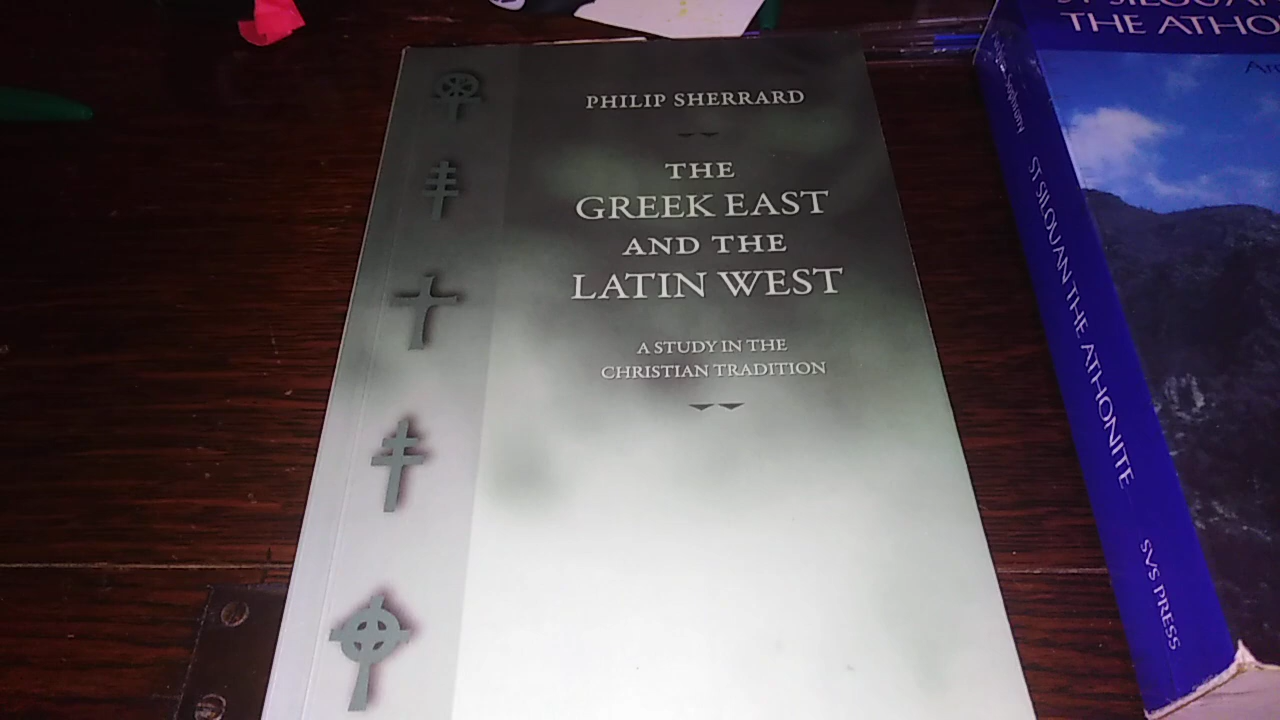 PHILIP SHERRARD
THE
GREEK EAST
AND THE
LATIN WEST
A STUDY IN THE
CHRISTIAN TRADITION
THE ATHO
Sophrony
ST SILOUAN THE ATHONITE
SVS PRESS